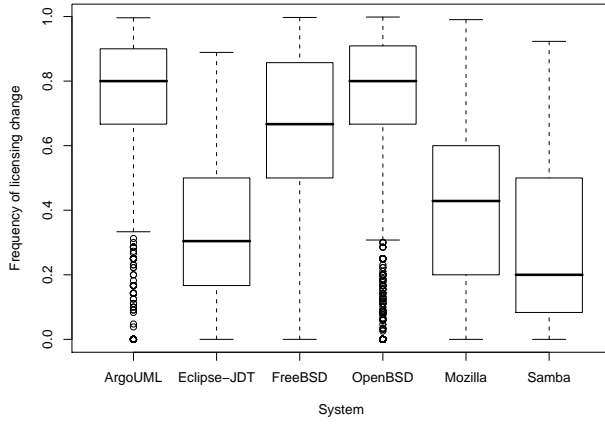 Frequency of licensing change
1.0
0.8
0.6
0.4
0.2
0.0
ArgoUML Eclipse−JDT FreeBSD OpenBSD Mozilla Samba
System